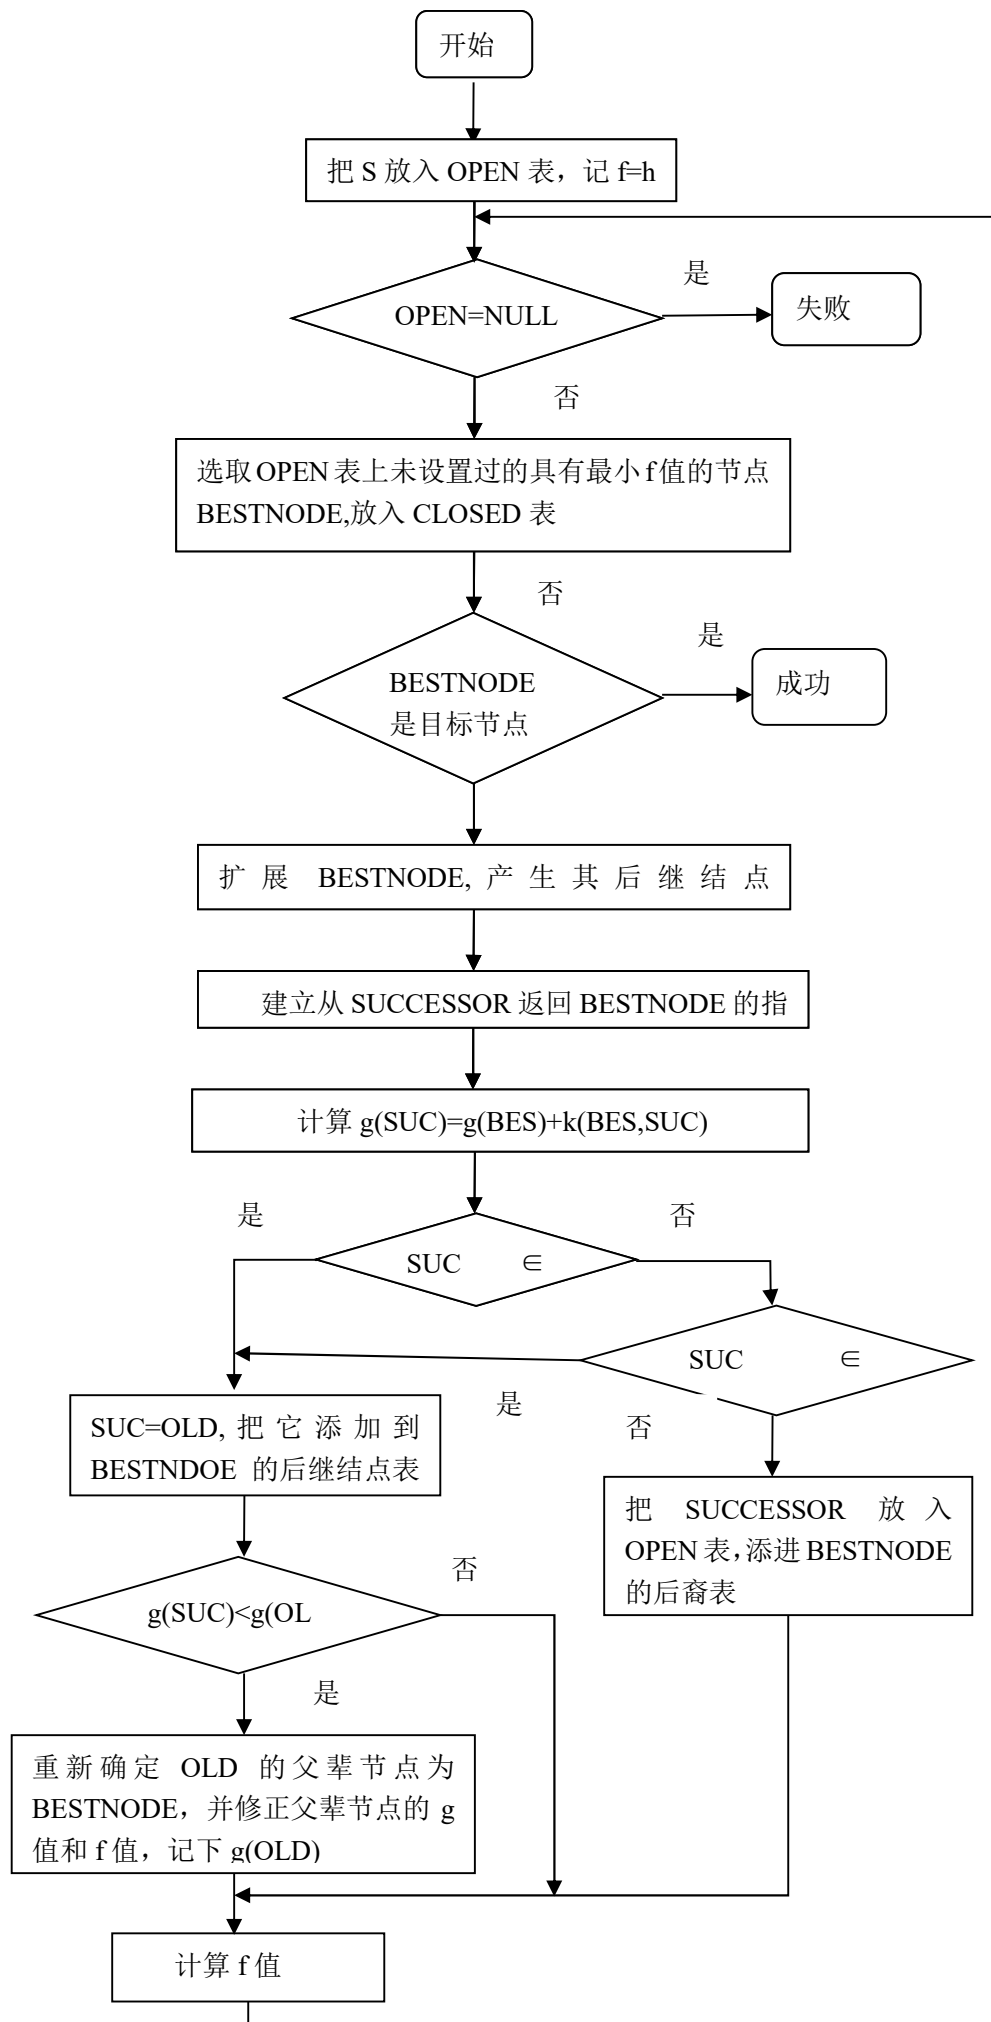 开始
把 S 放入 OPEN 表，记 f=h
是
OPEN=NULL
失败
否
选取 OPEN 表上未设置过的具有最小 f 值的节点
BESTNODE,放入 CLOSED 表
否
是
BESTNODE
是目标节点
成功
扩展 BESTNODE,产生其后继结点
建立从 SUCCESSOR 返回 BESTNODE 的指
计算 g(SUC)=g(BES)+k(BES,SUC)
是
否
SUC ∈
SUC ∈
是
否
SUC=OLD,把它添加到
BESTNDOE 的后继结点表
把 SUCCESSOR 放入
OPEN 表,添进 BESTNODE
的后裔表
否
g(SUC)<g(OL
是
重新确定 OLD 的父辈节点为
BESTNODE，并修正父辈节点的 g
值和 f 值，记下 g(OLD)
计算 f 值